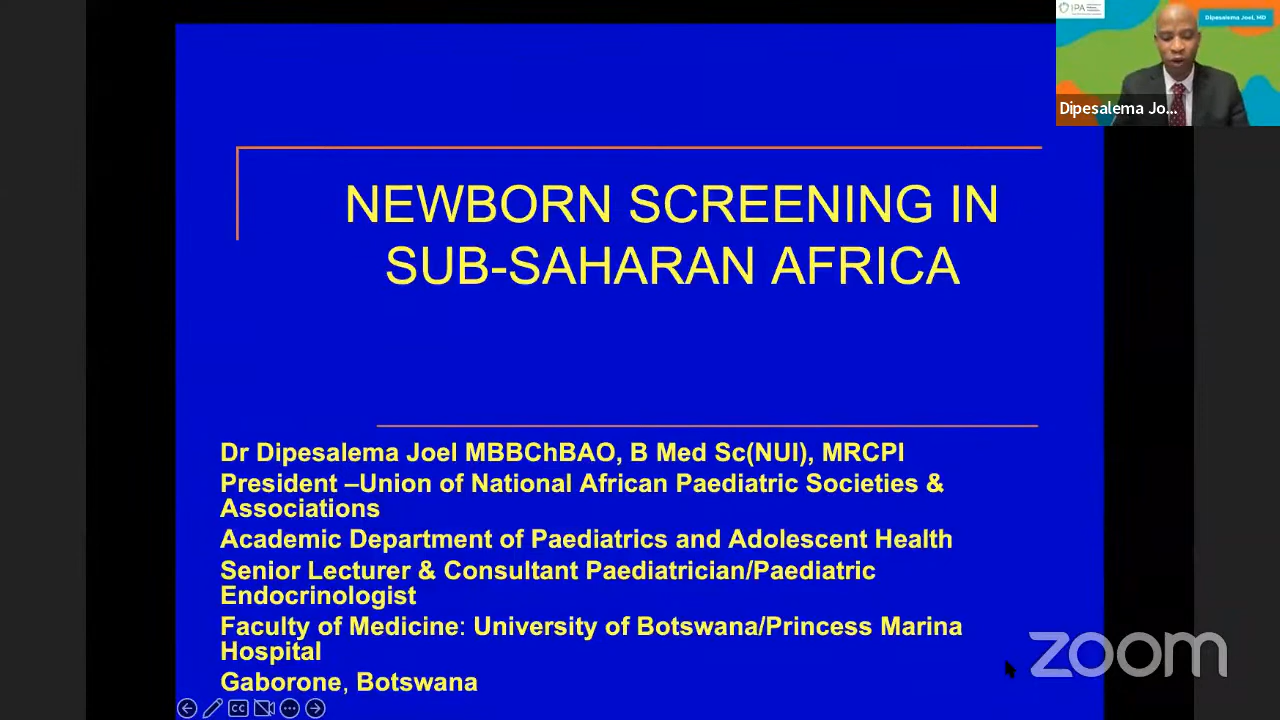 IPA
Dipesalema Joel, MD
Dipesalema Jo...
NEWBORN SCREENING IN
SUB-SAHARAN AFRICA
Dr Dipesalema Joel MBBChBAO, B Med Sc(NUI), MRCPI
President –Union of National African Paediatric Societies &
Associations
Academic Department of Paediatrics and Adolescent Health
Senior Lecturer & Consultant Paediatrician/Paediatric
Endocrinologist
Faculty of Medicine: University of Botswana/Princess Marina
Hospital
Gaborone, Botswana
zoom
CC